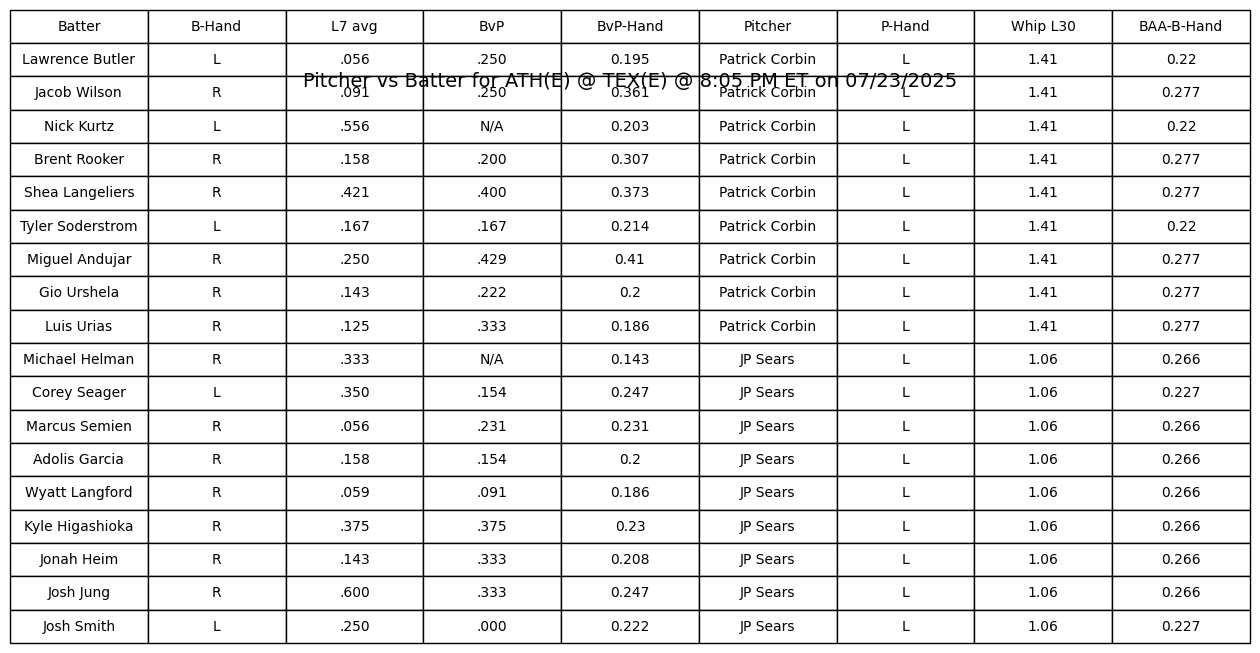 Batter B-Hand L7 avg BvP BvP-Hand Pitcher P-Hand Whip L30 BAA-B-Hand
Lawrence Butler L .056 .250 0.195 Patrick Corbin L 1.41 0.22
Pitcher vs Batter for ATH(E) @ TEX(E) @ 8:05 PM ET on 07/23/2025
Jacob Wilson R .091 .250 0.361 Patrick Corbin L 1.41 0.277
Nick Kurtz L .556 N/A 0.203 Patrick Corbin L 1.41 0.22
Brent Rooker R .158 .200 0.307 Patrick Corbin L 1.41 0.277
Shea Langeliers R .421 .400 0.373 Patrick Corbin L 1.41 0.277
Tyler Soderstrom L .167 .167 0.214 Patrick Corbin L 1.41 0.22
Miguel Andujar R .250 .429 0.41 Patrick Corbin L 1.41 0.277
Gio Urshela R .143 .222 0.2 Patrick Corbin L 1.41 0.277
Luis Urias R .125 .333 0.186 Patrick Corbin L 1.41 0.277
Michael Helman R .333 N/A 0.143 JP Sears L 1.06 0.266
Corey Seager L .350 .154 0.247 JP Sears L 1.06 0.227
Marcus Semien R .056 .231 0.231 JP Sears L 1.06 0.266
Adolis Garcia R .158 .154 0.2 JP Sears L 1.06 0.266
Wyatt Langford R .059 .091 0.186 JP Sears L 1.06 0.266
Kyle Higashioka R .375 .375 0.23 JP Sears L 1.06 0.266
Jonah Heim R .143 .333 0.208 JP Sears L 1.06 0.266
Josh Jung R .600 .333 0.247 JP Sears L 1.06 0.266
Josh Smith L .250 .000 0.222 JP Sears L 1.06 0.227